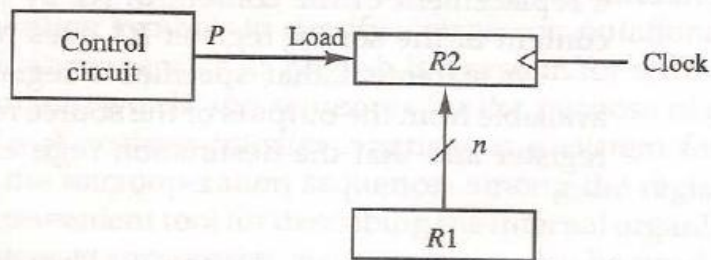 Control
circuit
P
Load
R2
Clock
n
R1